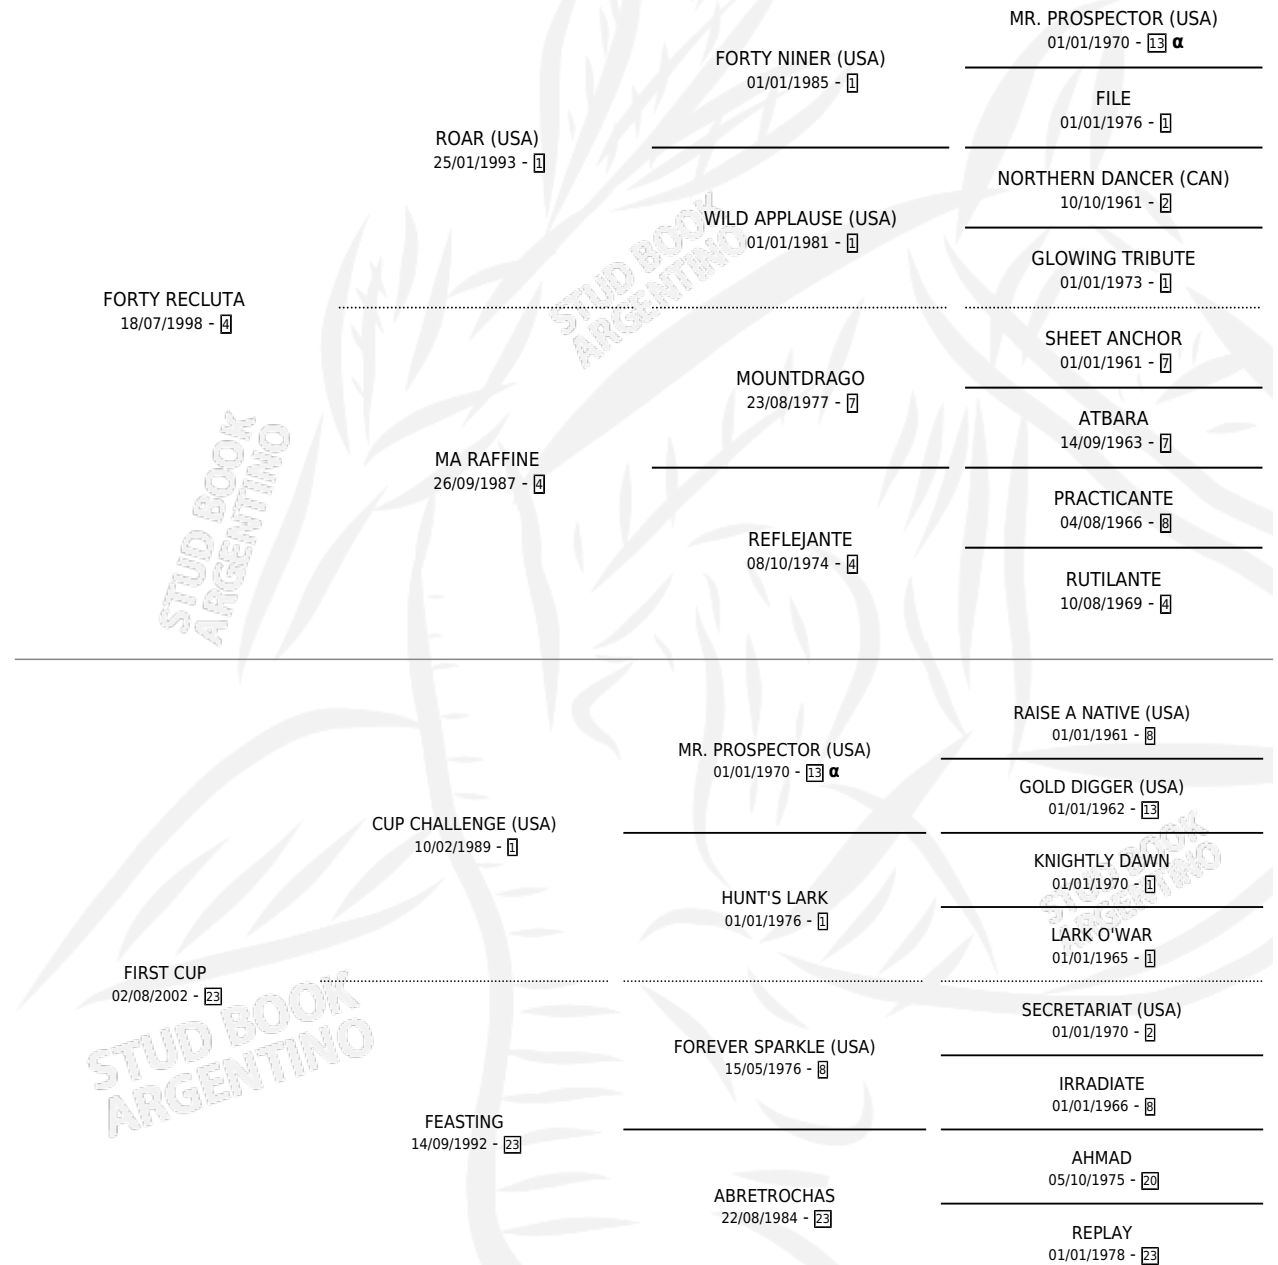 MR. PROSPECTOR (USA)
01/01/1970 - 13 α
FORTY NINER (USA)
01/01/1985 - 1
FILE
01/01/1976 - 1
ROAR (USA)
25/01/1993 - 1
NORTHERN DANCER (CAN)
10/10/1961 - 2
WILD APPLAUSE (USA)
01/01/1981 - 1
GLOWING TRIBUTE
01/01/1973 - 1
FORTY RECLUTA
18/07/1998 - 4
SHEET ANCHOR
01/01/1961 - 7
MOUNTDRAGO
23/08/1977 - 7
ATBARA
14/09/1963 - 7
MA RAFFINE
26/09/1987 - 4
PRACTICANTE
04/08/1966 - 8
REFLEJANTE
08/10/1974 - 4
RUTILANTE
10/08/1969 - 4
RAISE A NATIVE (USA)
01/01/1961 - 8
MR. PROSPECTOR (USA)
01/01/1970 - 13 α
GOLD DIGGER (USA)
01/01/1962 - 13
CUP CHALLENGE (USA)
10/02/1989 - 1
KNIGHTLY DAWN
01/01/1970 - 1
HUNT'S LARK
01/01/1976 - 1
LARK O'WAR
01/01/1965 - 1
FIRST CUP
02/08/2002 - 23
SECRETARIAT (USA)
01/01/1970 - 2
FOREVER SPARKLE (USA)
15/05/1976 - 8
IRRADIATE
01/01/1966 - 8
FEASTING
14/09/1992 - 23
AHMAD
05/10/1975 - 20
ABRETROCHAS
22/08/1984 - 23
REPLAY
01/01/1978 - 23
STUD BOOK
ARGENTINO
STUD BOOK
ARGENTINO
STUD BOOK
ARGENTINO
STUD BOOK
ARGENTINO